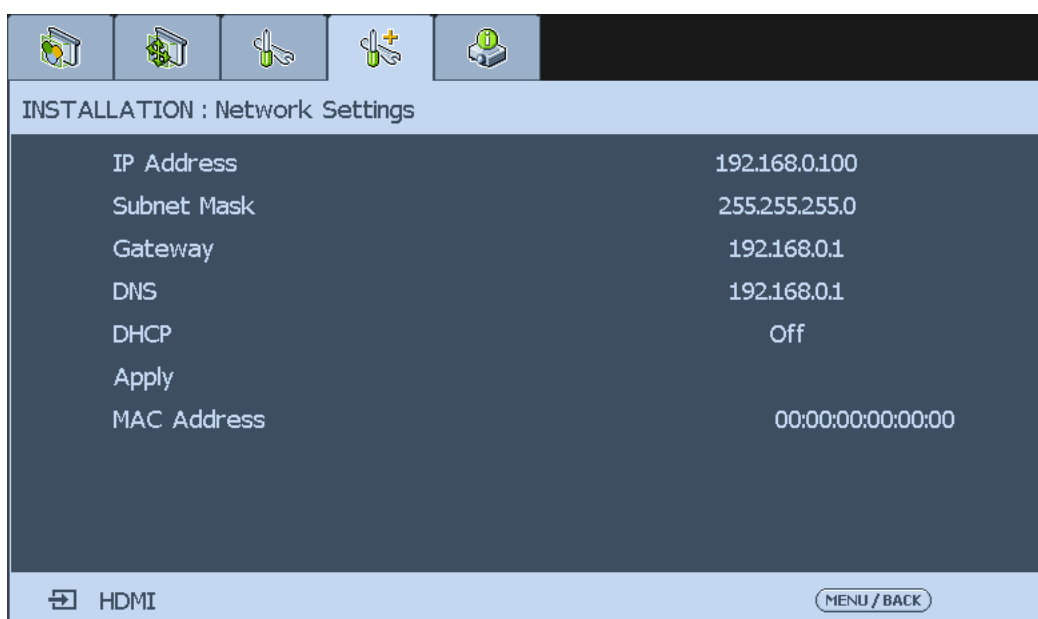 INSTALLATION : Network Settings
IP Address 192.168.0.100
Subnet Mask 255.255.255.0
Gateway 192.168.0.1
DNS 192.168.0.1
DHCP Off
Apply
MAC Address 00:00:00:00:00:00
HDMI MENU / BACK